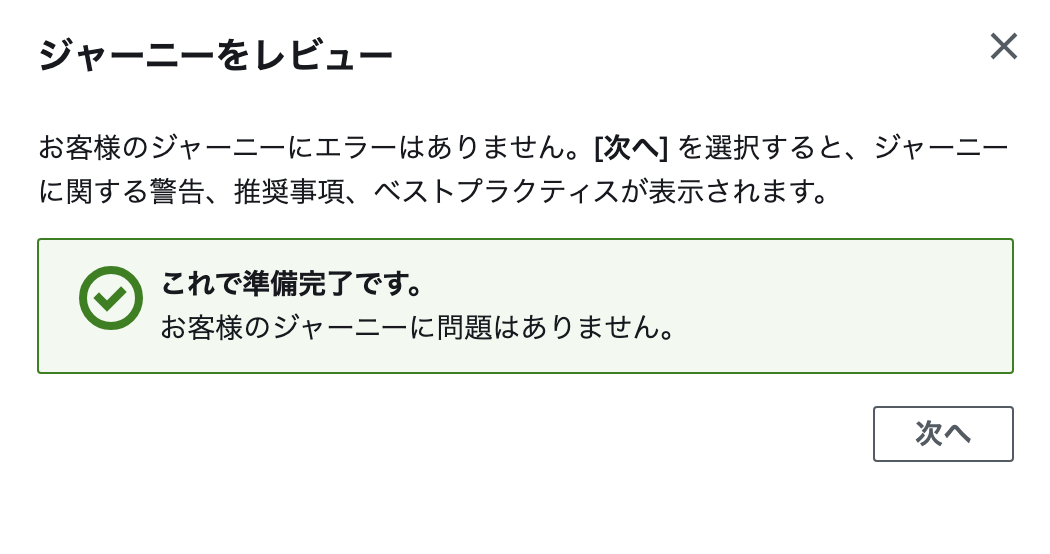 ジャーニーをレビュー
お客様のジャーニーにエラーはありません。[次へ] を選択すると、ジャーニー
に関する警告、推奨事項、ベストプラクティスが表示されます。
これで準備完了です。
お客様のジャーニーに問題はありません。
次へ